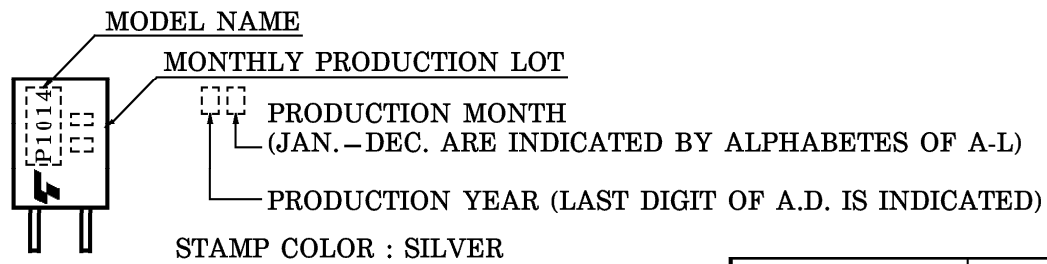 MODEL NAME
MONTHLY PRODUCTION LOT
P1014
PRODUCTION MONTH
(JAN.–DEC. ARE INDICATED BY ALPHABETES OF A-L)
PRODUCTION YEAR (LAST DIGIT OF A.D. IS INDICATED)
STAMP COLOR : SILVER